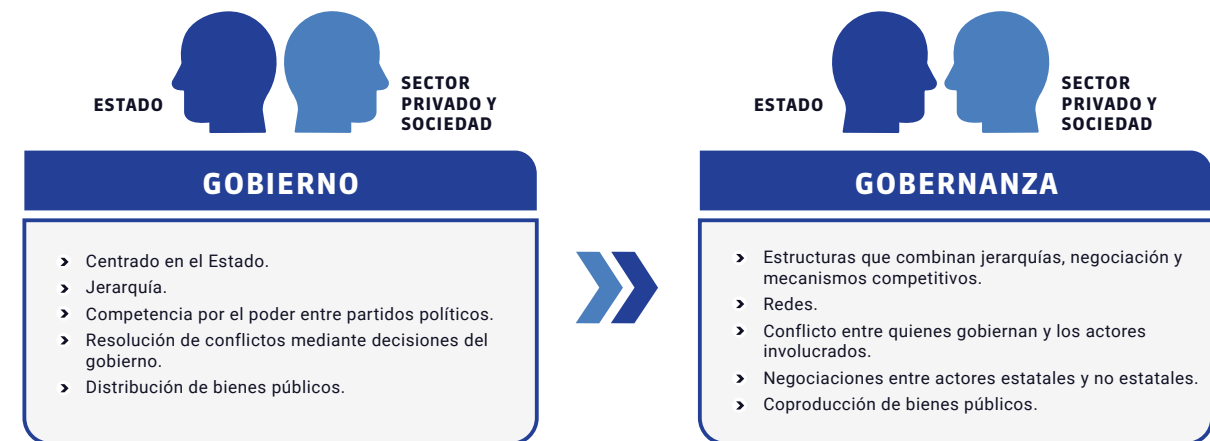 ESTADO
SECTOR
PRIVADO Y
SOCIEDAD
GOBIERNO
Centrado en el Estado.
Jerarquía.
Competencia por el poder entre partidos políticos.
Resolución de conflictos mediante decisiones del
gobierno.
Distribución de bienes públicos.
ESTADO
SECTOR
PRIVADO Y
SOCIEDAD
GOBERNANZA
Estructuras que combinan jerarquías, negociación y
mecanismos competitivos.
Redes.
Conflicto entre quienes gobiernan y los actores
involucrados.
Negociaciones entre actores estatales y no estatales.
Coproducción de bienes públicos.